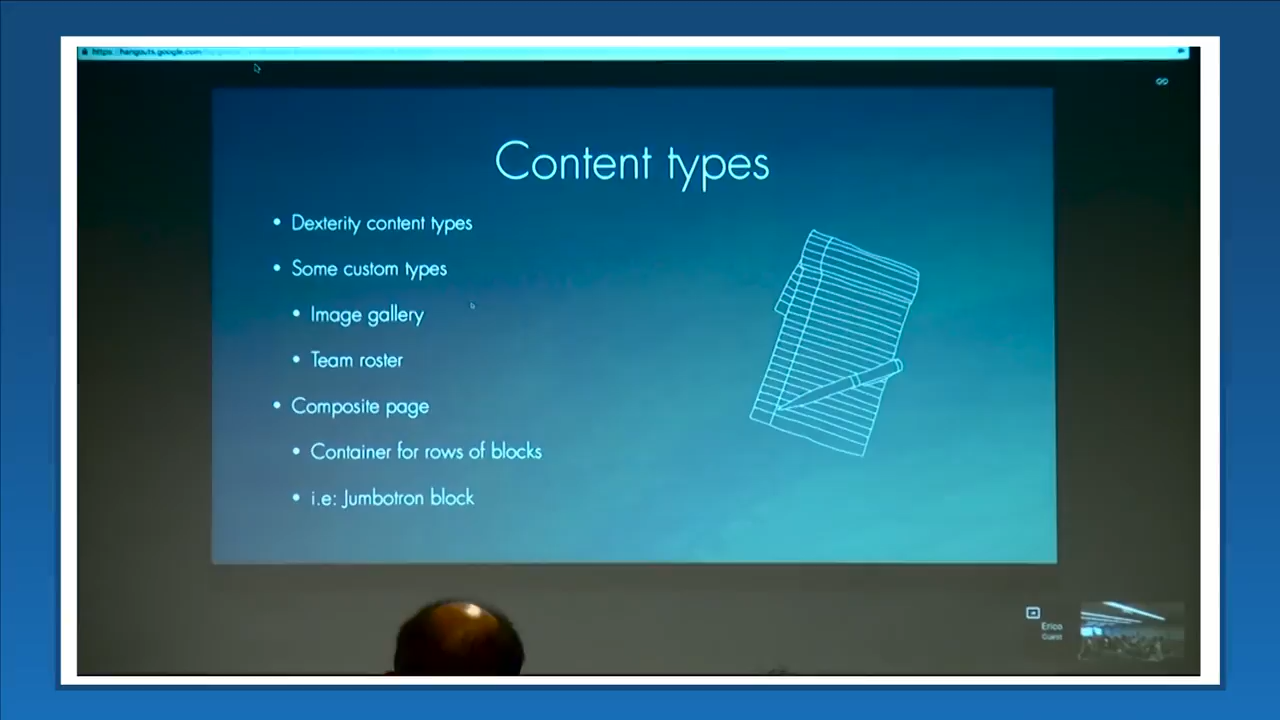 https://hangouts.google.com
Content types
• Dexterity content types
• Some custom types
• Image gallery
• Team roster
• Composite page
• Container for rows of blocks
• i.e: Jumbotron block
Erico
Guest